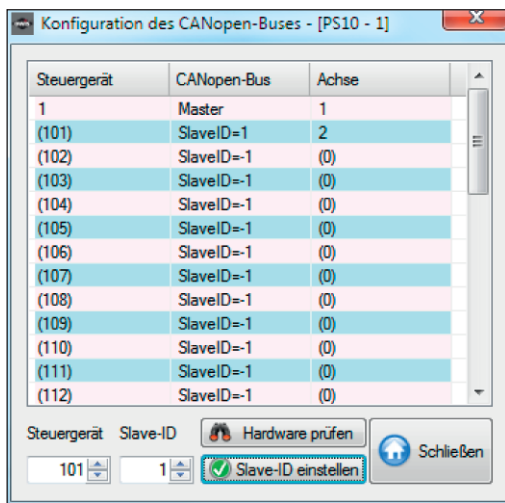 Konfiguration des CANopen-Buses - [PS10 - 1]
Steuergerät CANopen-Bus Achse
1 Master 1
(101) SlaveID=1 2
(102) SlaveID=-1 (0)
(103) SlaveID=-1 (0)
(104) SlaveID=-1 (0)
(105) SlaveID=-1 (0)
(106) SlaveID=-1 (0)
(107) SlaveID=-1 (0)
(108) SlaveID=-1 (0)
(109) SlaveID=-1 (0)
(110) SlaveID=-1 (0)
(111) SlaveID=-1 (0)
(112) SlaveID=-1 (0)
Steuergerät Slave-ID Hardware prüfen
101 1 Slave-ID einstellen
Schließen